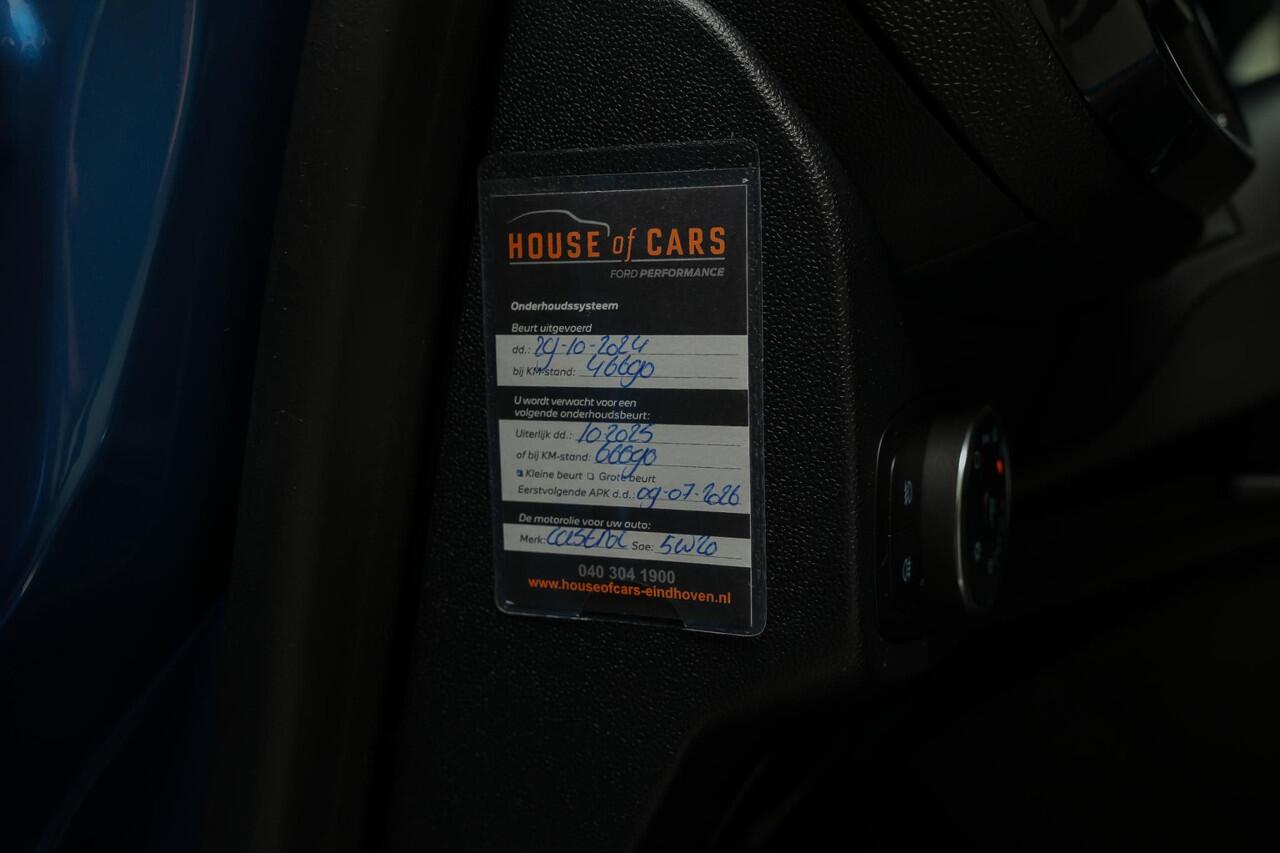 HOUSE of CARS
FORD PERFORMANCE
Onderhoudssysteem
Beurt uitgevoerd
dd.: 29-10-2024
bij KM-stand: 46690
U wordt verwacht voor een
volgende onderhoudsbeurt:
Uiterlijk dd.: 10-2025
of bij KM-stand: 66690
Kleine beurt Grote beurt
Eerstvolgende APK d.d.: 09-07-2026
De motorolie voor uw auto:
Merk: Castrol Sae: 5W20
040 304 1900
www.houseofcars-eindhoven.nl